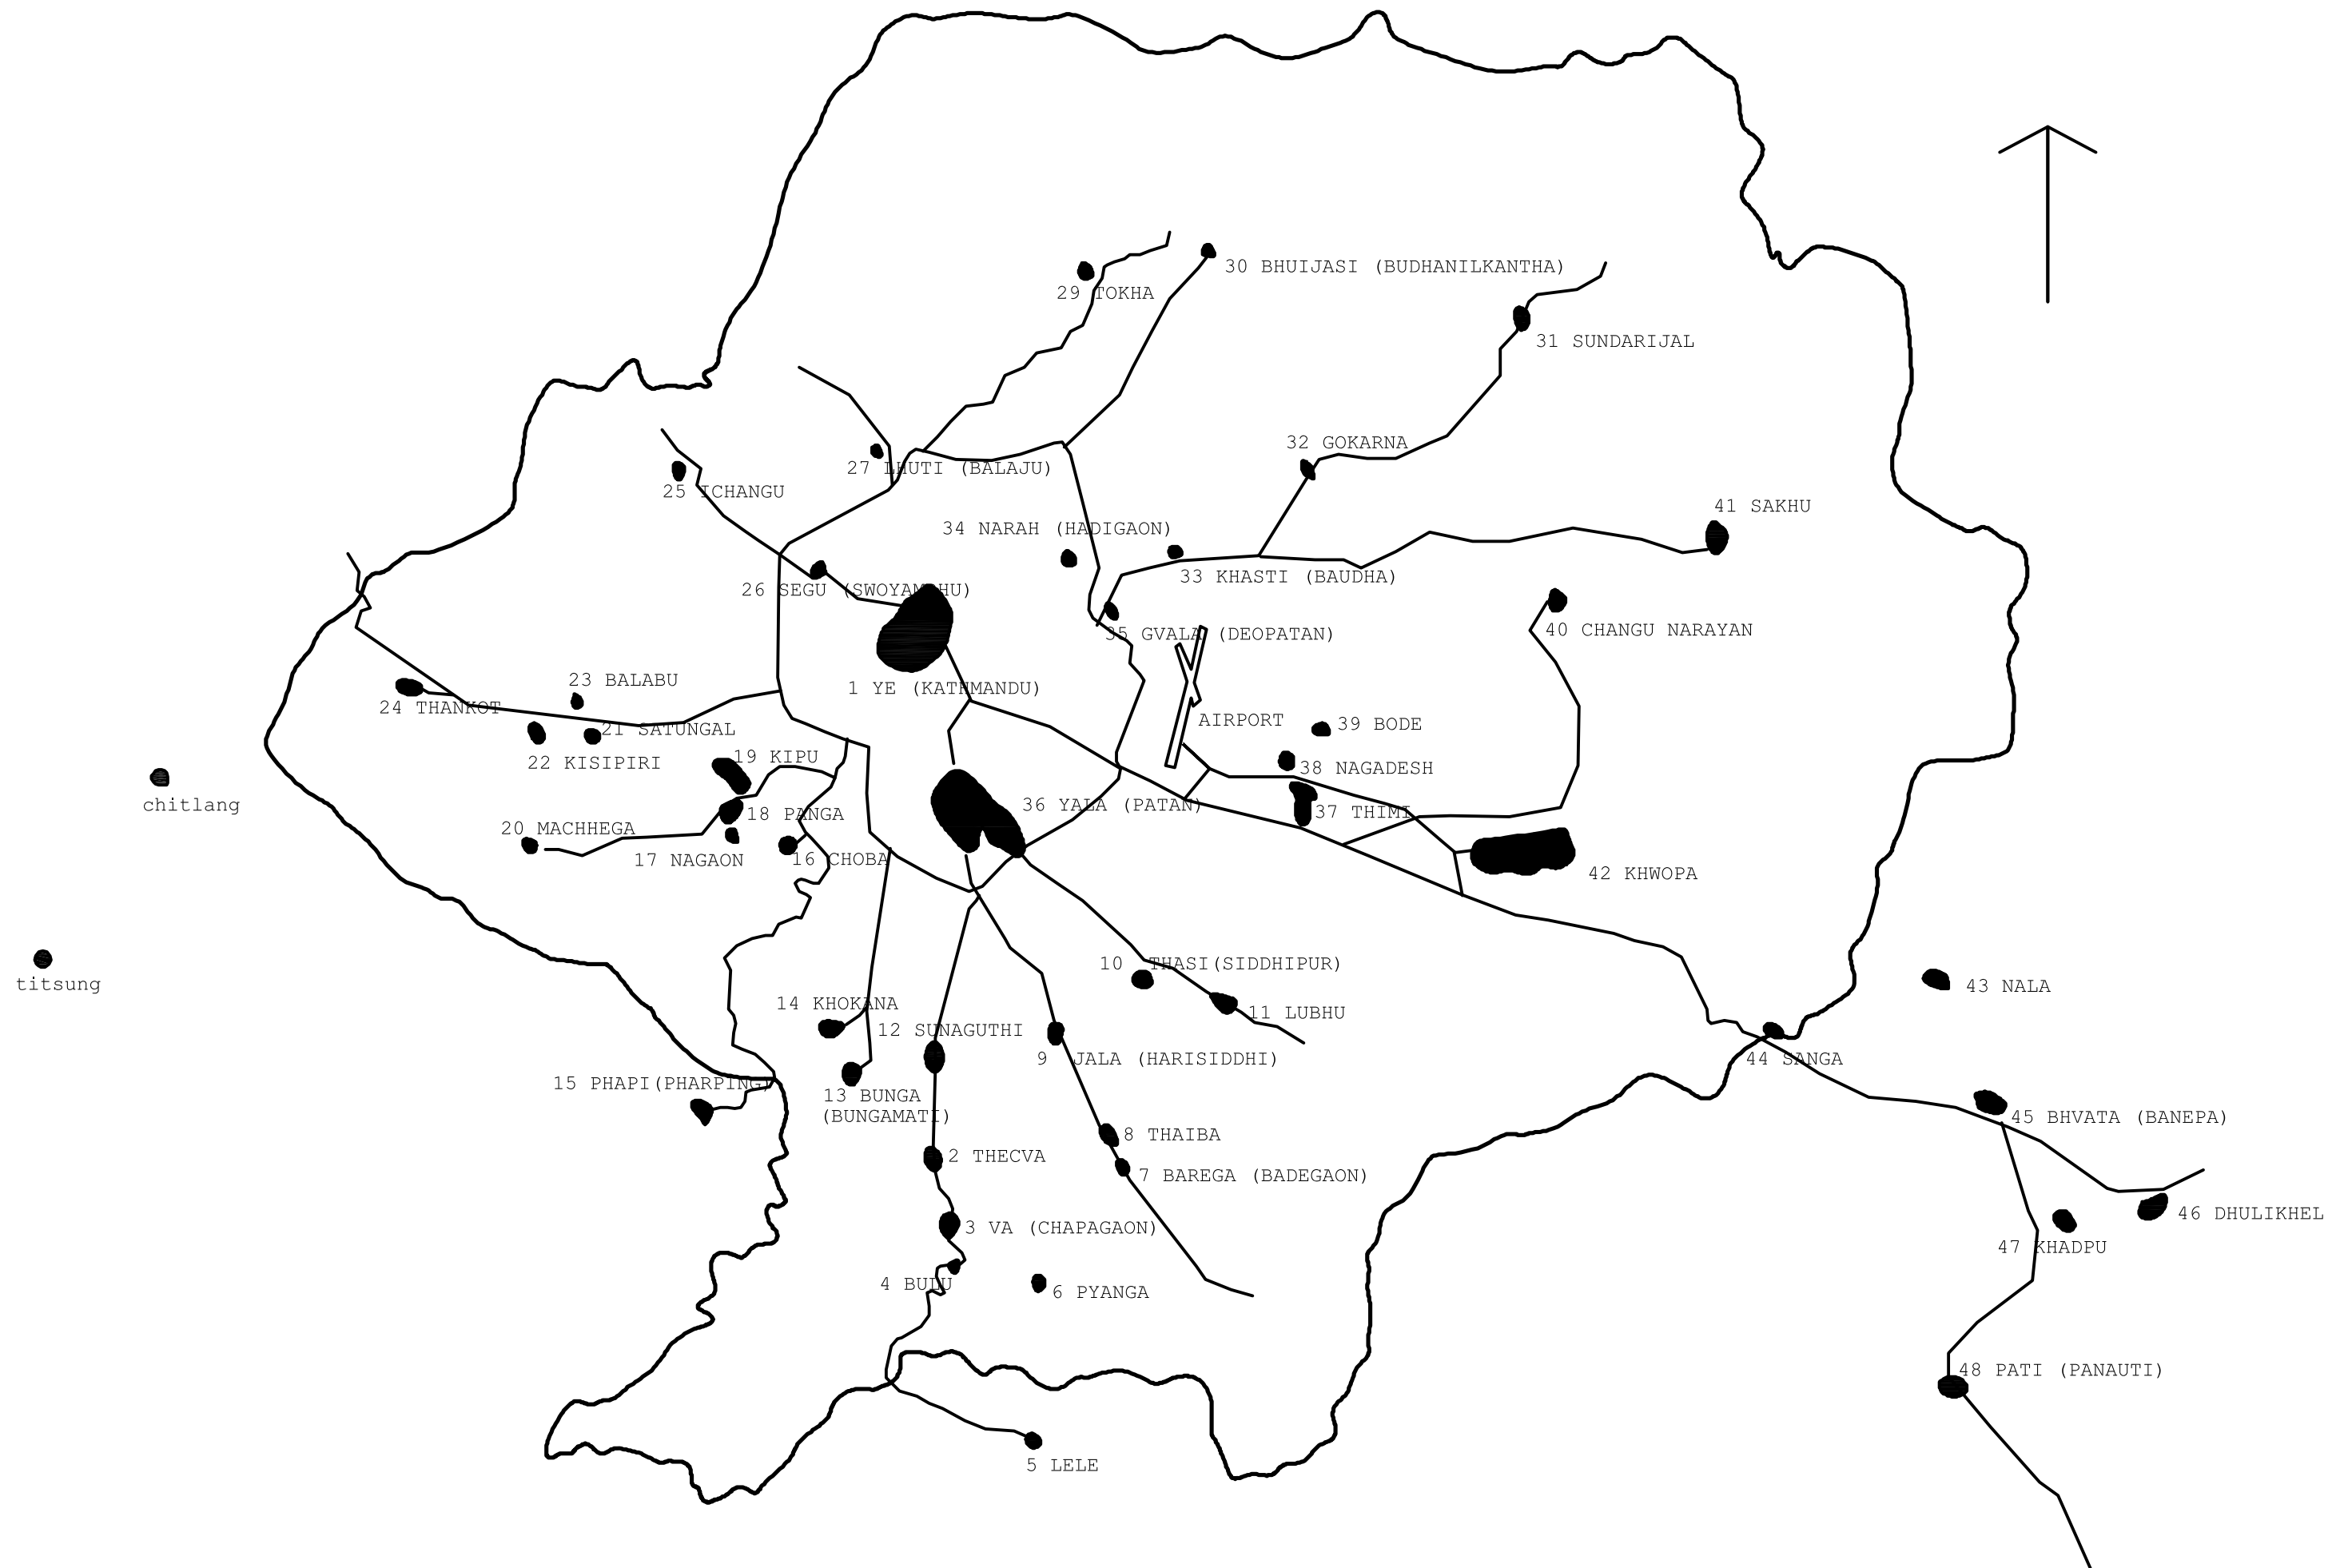 30 BHUIJASI (BUDHANILKANTHA)
29 TOKHA
31 SUNDARIJAL
32 GOKARNA
27 LHUTI (BALAJU)
25 ICHANGU
41 SAKHU
34 NARAH (HADIGAON)
33 KHASTI (BAUDHA)
26 SEGU (SWOYAMBHU)
35 GVALA (DEOPATAN)
40 CHANGU NARAYAN
23 BALABU
1 YE (KATHMANDU)
24 THANKOT
AIRPORT
39 BODE
21 SATUNGAL
19 KIPU
22 KISIPIRI
38 NAGADESH
chitlang
36 YALA (PATAN)
37 THIMI
18 PANGA
20 MACHHEGA
17 NAGAON
16 CHOBA
42 KHWOPA
10 THASI(SIDDHIPUR)
titsung
43 NALA
14 KHOKANA
11 LUBHU
12 SUNAGUTHI
9 JALA (HARISIDDHI)
44 SANGA
15 PHAPI(PHARPING)
13 BUNGA
(BUNGAMATI)
45 BHVATA (BANEPA)
8 THAIBA
2 THECVA
7 BAREGA (BADEGAON)
46 DHULIKHEL
3 VA (CHAPAGAON)
47 KHADPU
4 BULU
6 PYANGA
48 PATI (PANAUTI)
5 LELE